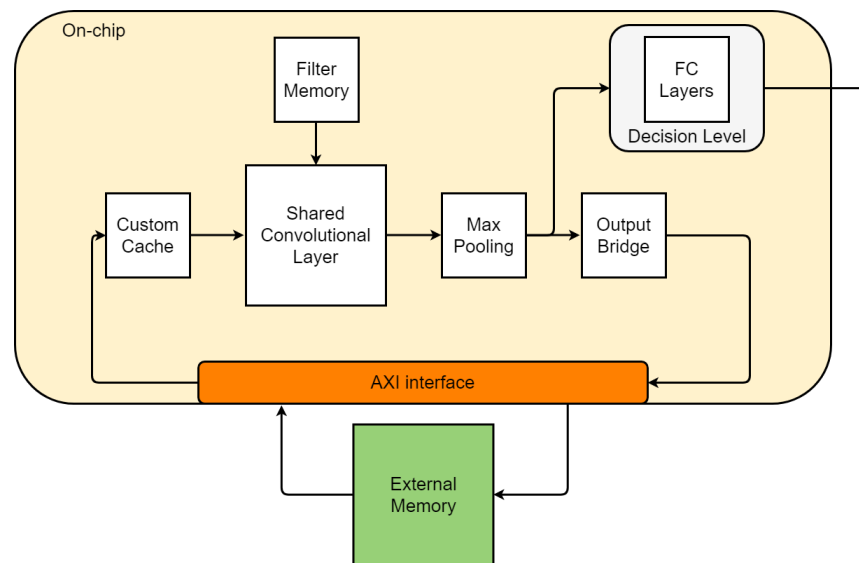 On-chip
Filter
Memory
FC
Layers
Decision Level
Custom
Cache
Shared
Convolutional
Layer
Max
Pooling
Output
Bridge
AXI interface
External
Memory